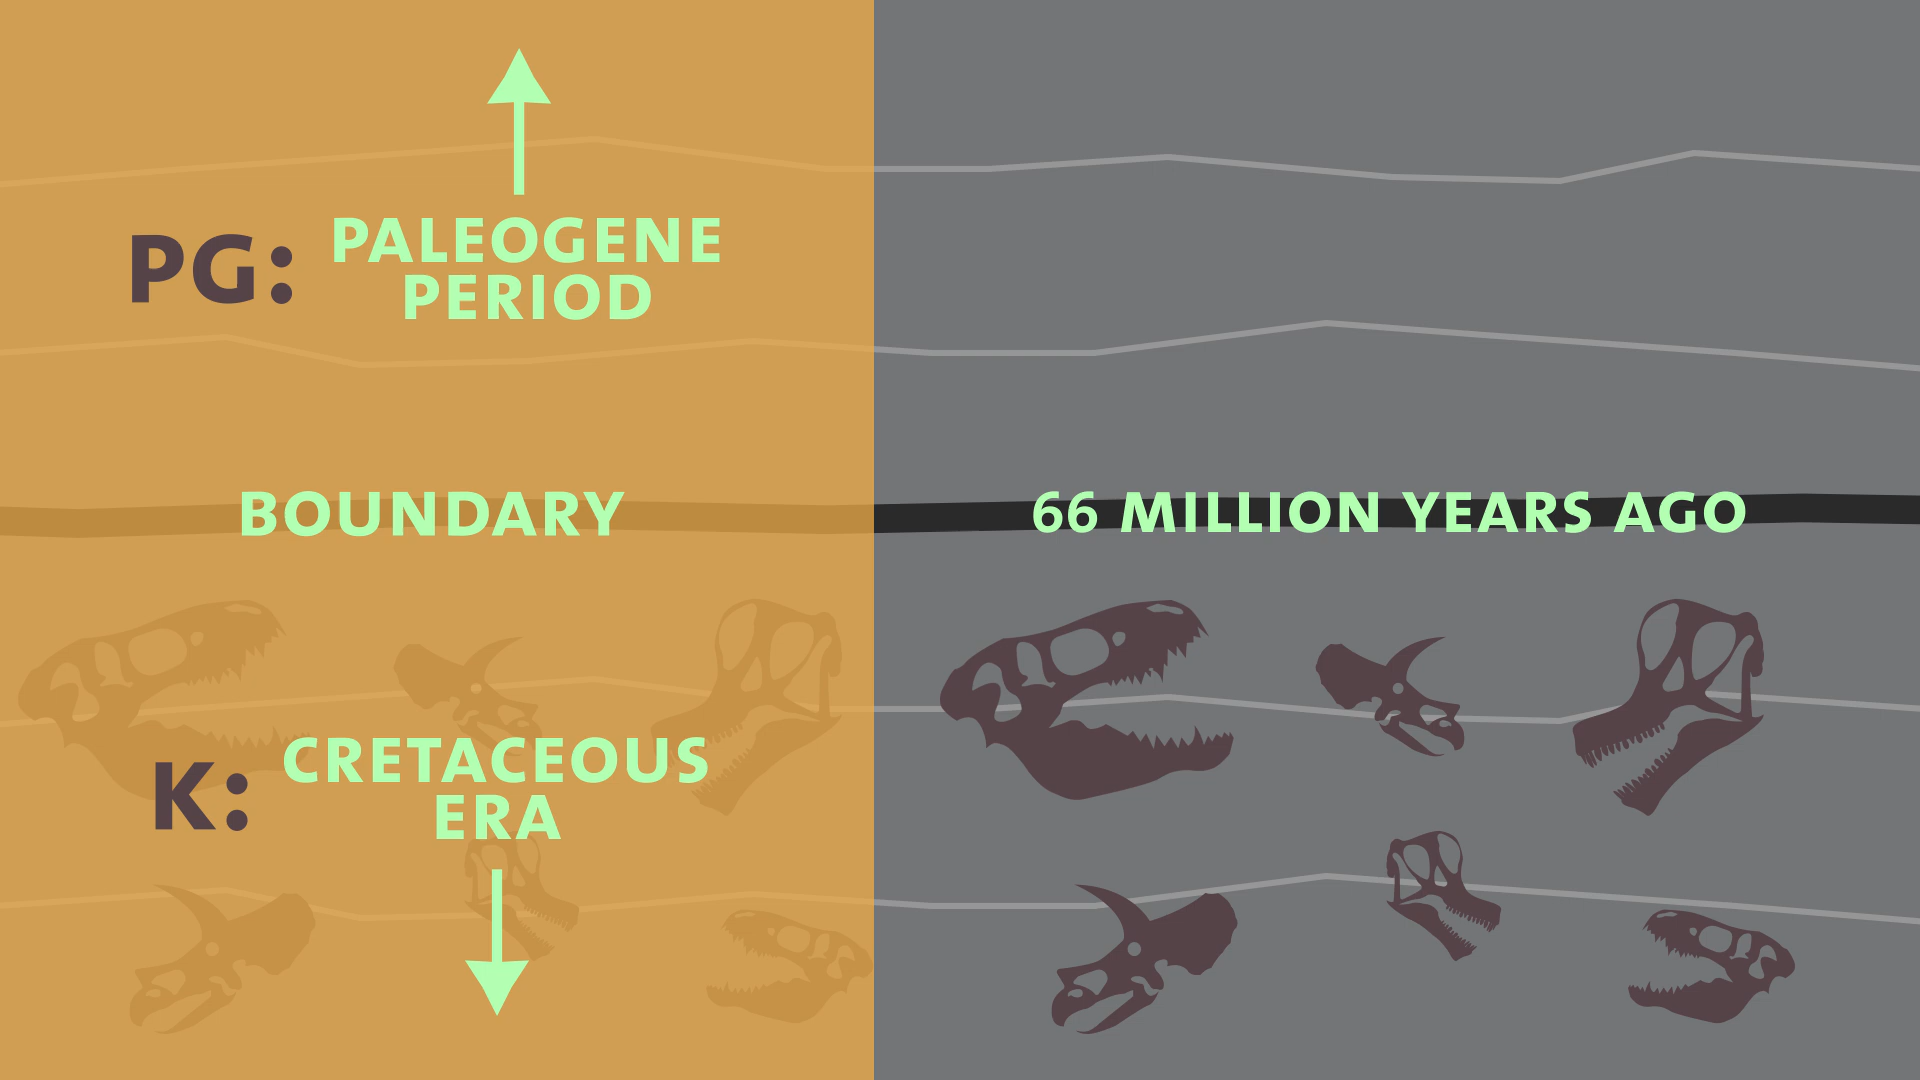 PG: PALEOGENE
PERIOD
BOUNDARY
66 MILLION YEARS AGO
K: CRETACEOUS
ERA